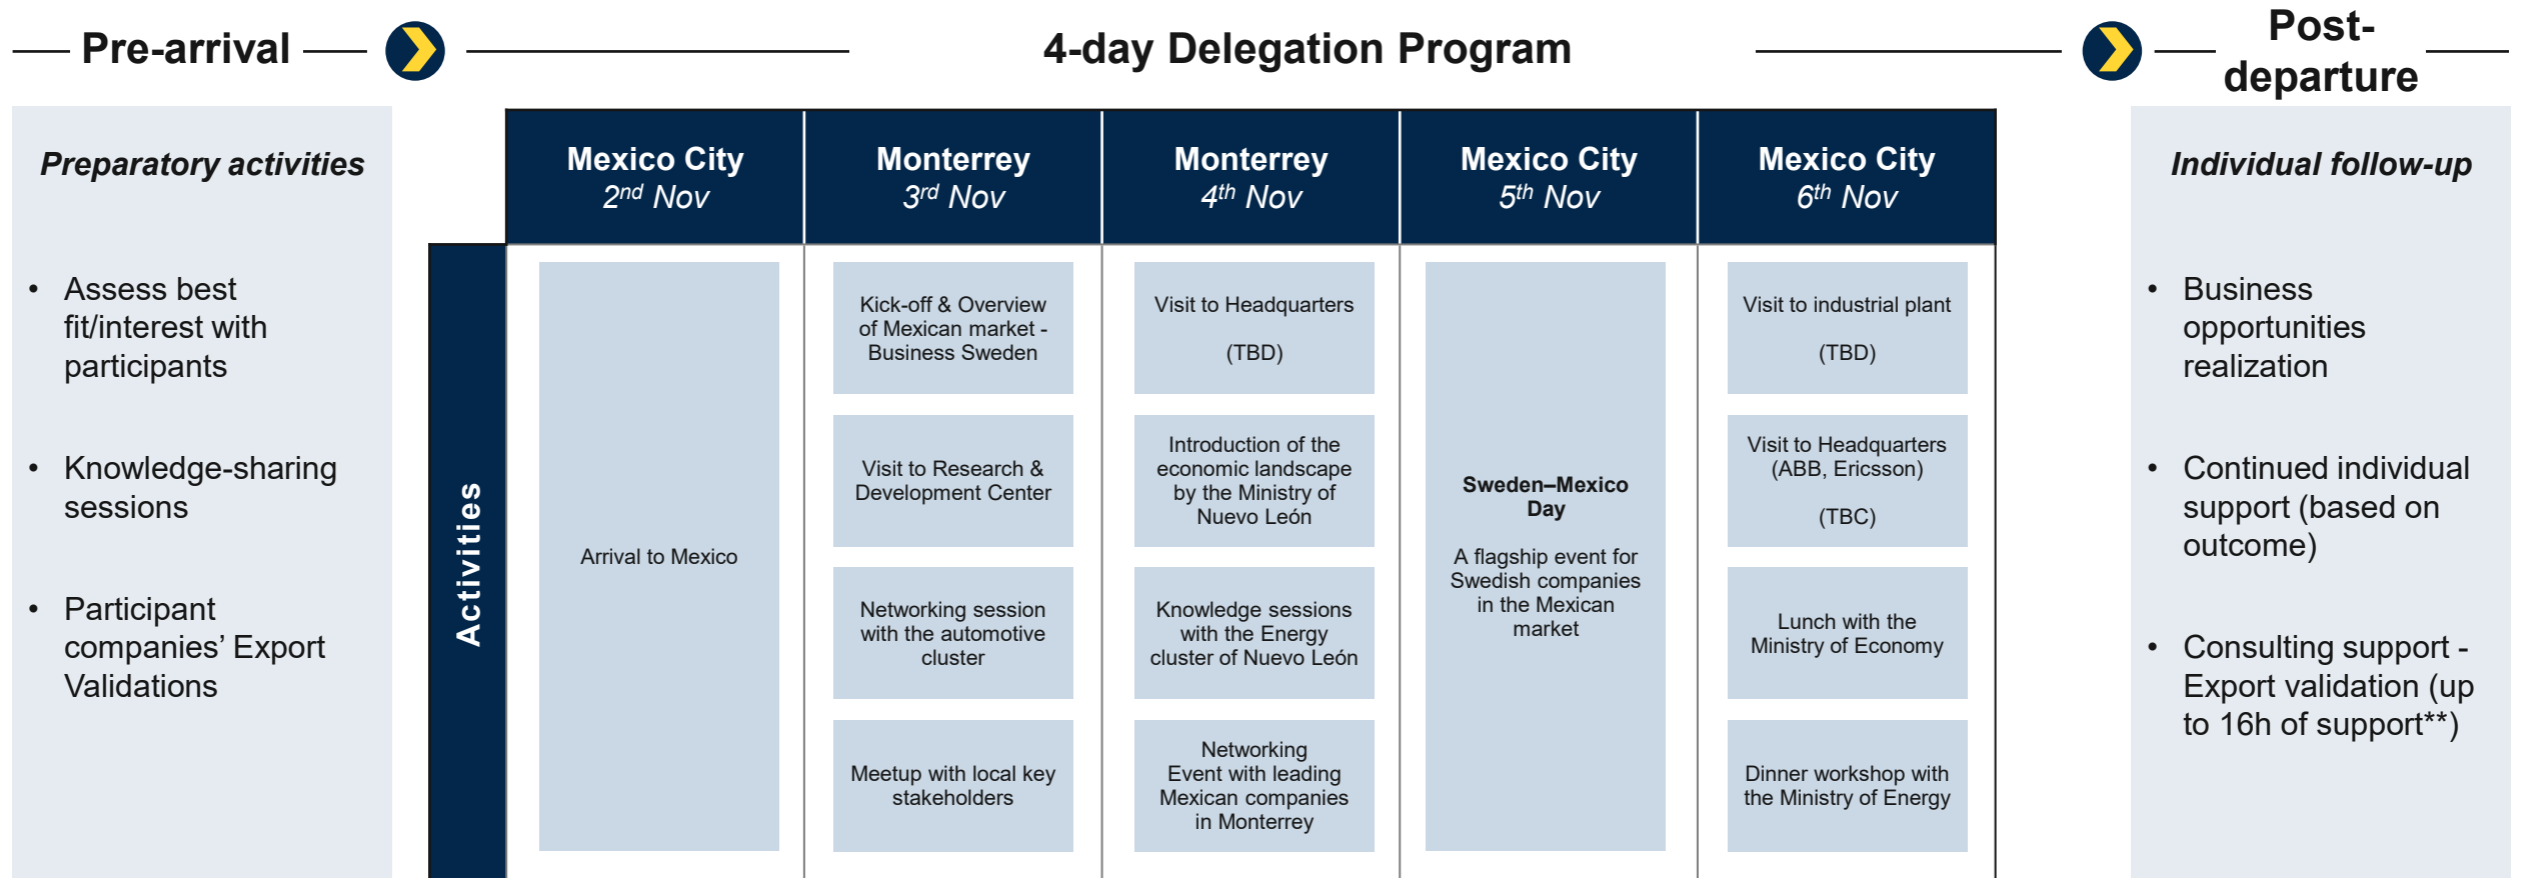 Pre-arrival
4-day Delegation Program
Post-
departure
Preparatory activities
• Assess best
fit/interest with
participants
• Knowledge-sharing
sessions
• Participant
companies’ Export
Validations
Activities
Mexico City
2nd Nov
Arrival to Mexico
Monterrey
3rd Nov
Kick-off & Overview
of Mexican market -
Business Sweden
Visit to Research &
Development Center
Networking session
with the automotive
cluster
Meetup with local key
stakeholders
Monterrey
4th Nov
Visit to Headquarters
(TBD)
Introduction of the
economic landscape
by the Ministry of
Nuevo León
Knowledge sessions
with the Energy
cluster of Nuevo León
Networking
Event with leading
Mexican companies
in Monterrey
Mexico City
5th Nov
Sweden–Mexico
Day
A flagship event for
Swedish companies
in the Mexican
market
Mexico City
6th Nov
Visit to industrial plant
(TBD)
Visit to Headquarters
(ABB, Ericsson)
(TBC)
Lunch with the
Ministry of Economy
Dinner workshop with
the Ministry of Energy
Individual follow-up
• Business
opportunities
realization
• Continued individual
support (based on
outcome)
• Consulting support -
Export validation (up
to 16h of support**)